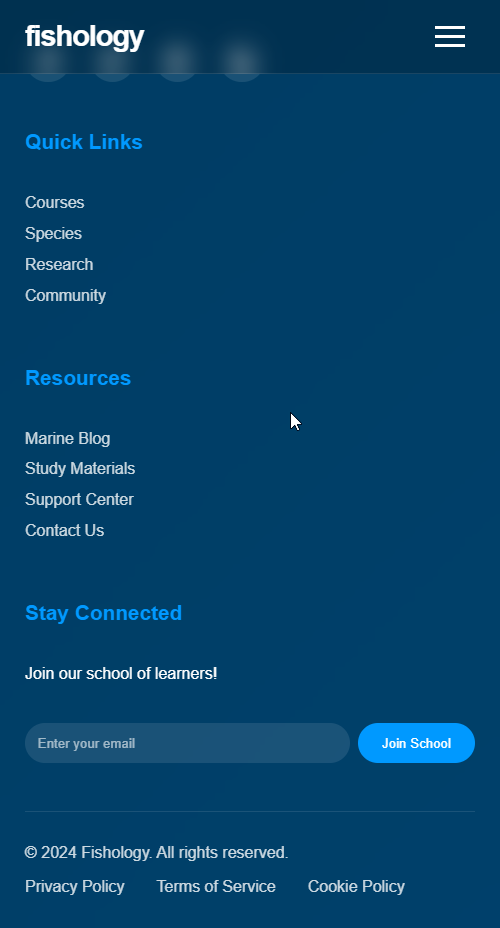 fishology
Quick Links
Courses
Species
Research
Community
Resources
Marine Blog
Study Materials
Support Center
Contact Us
Stay Connected
Join our school of learners!
Enter your email Join School
© 2024 Fishology. All rights reserved.
Privacy Policy Terms of Service Cookie Policy